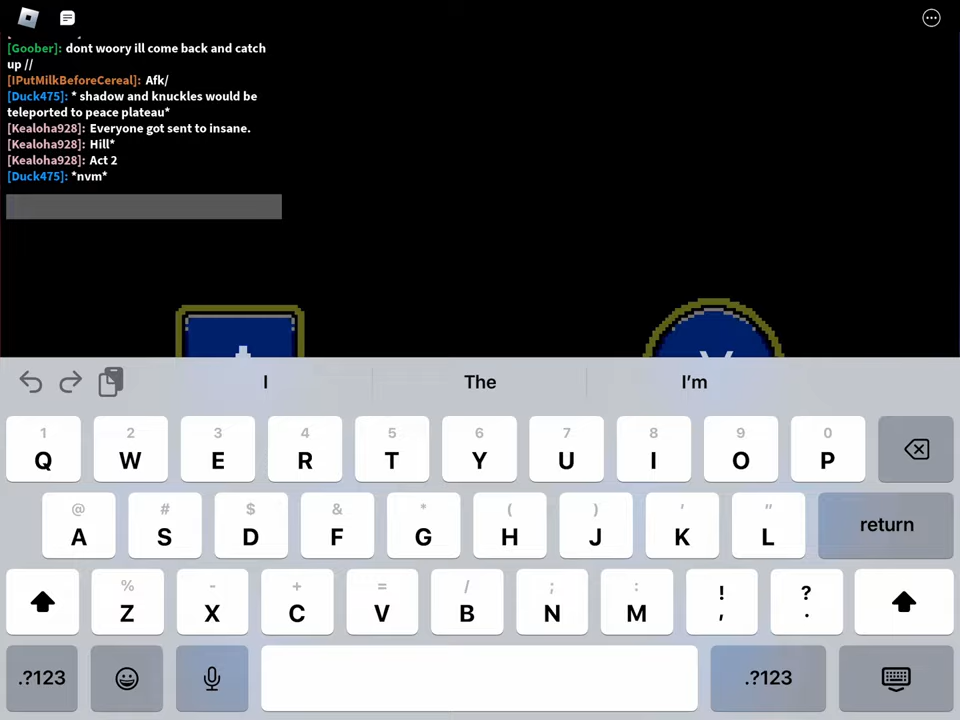 [Goober]: dont woory ill come back and catch
up //
[IPutMilkBeforeCereal]: Afk/
[Duck475]: * shadow and knuckles would be
teleported to peace plateau*
[Kealoha928]: Everyone got sent to insane.
[Kealoha928]: Hill*
[Kealoha928]: Act 2
[Duck475]: *nvm*
I The I’m
1 2 3 4 5 6 7 8 9 0
Q W E R T Y U I O P
@ # $ & * ( ) ' "
A S D F G H J K L return
% - + = / ; : ! ?
Z X C V B N M , .
.?123 .?123